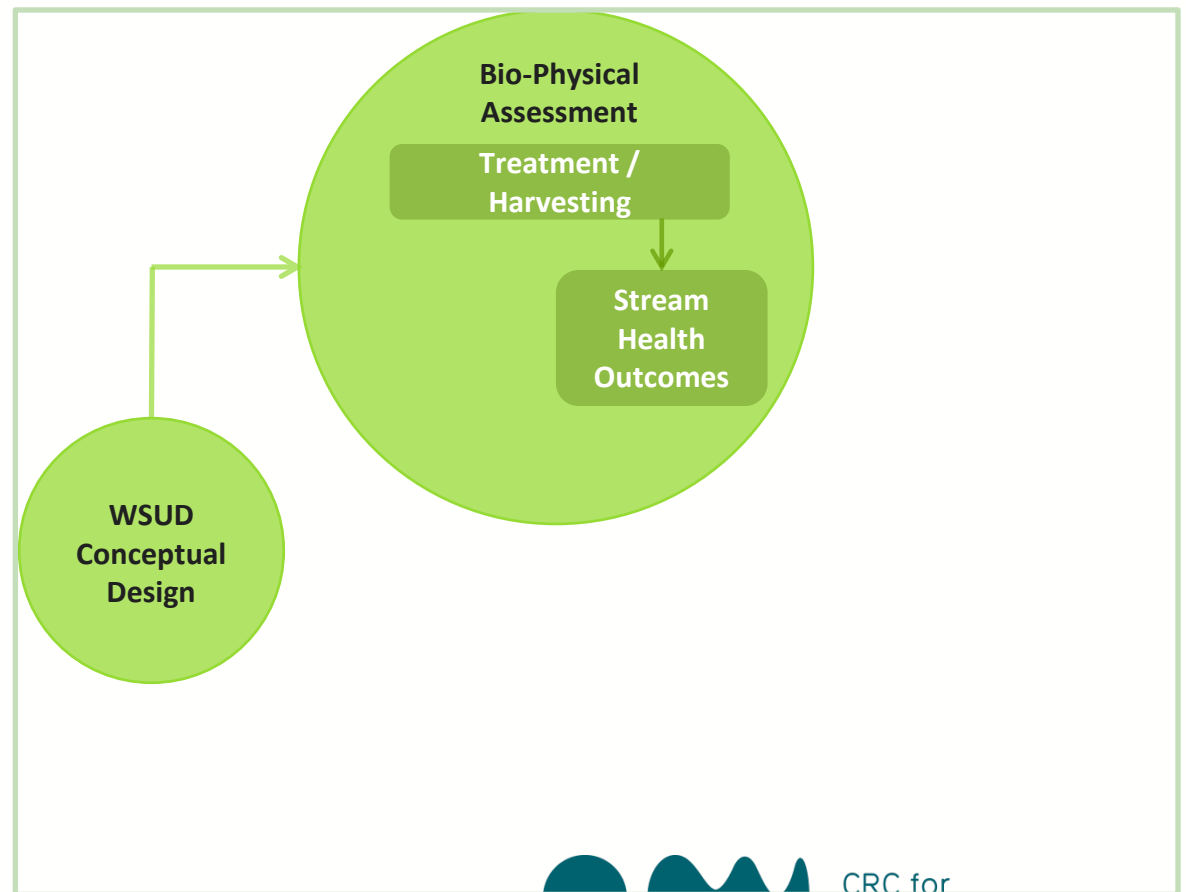 Bio-Physical
Assessment
Treatment /
Harvesting
Stream
Health
Outcomes
WSUD
Conceptual
Design
CRC for